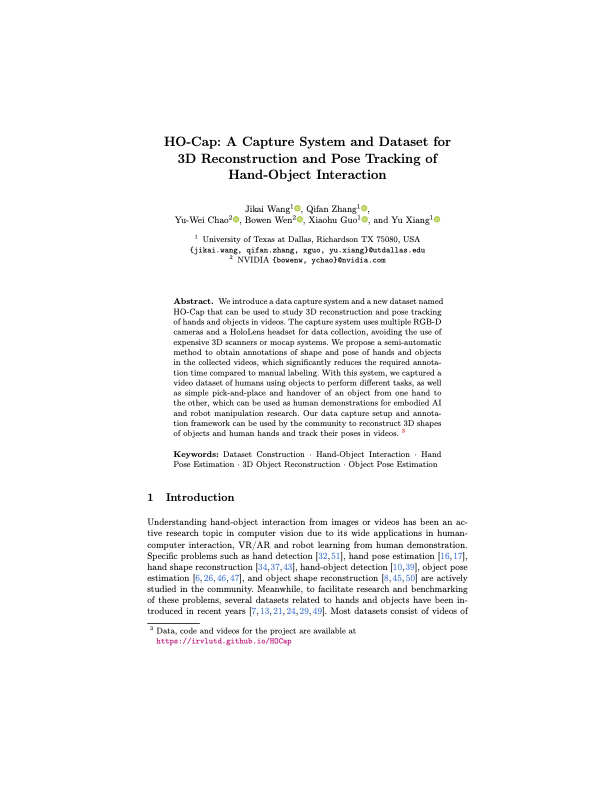 HO-Cap: A Capture System and Dataset for
3D Reconstruction and Pose Tracking of
Hand-Object Interaction
Jikai Wang1, Qifan Zhang1,
Yu-Wei Chao2, Bowen Wen2, Xiaohu Guo1, and Yu Xiang1
1 University of Texas at Dallas, Richardson TX 75080, USA
{jikai.wang, qifan.zhang, xguo, yu.xiang}@utdallas.edu
2 NVIDIA {bowenw, ychao}@nvidia.com
Abstract. We introduce a data capture system and a new dataset named
HO-Cap that can be used to study 3D reconstruction and pose tracking
of hands and objects in videos. The capture system uses multiple RGB-D
cameras and a HoloLens headset for data collection, avoiding the use of
expensive 3D scanners or mocap systems. We propose a semi-automatic
method to obtain annotations of shape and pose of hands and objects
in the collected videos, which significantly reduces the required annota-
tion time compared to manual labeling. With this system, we captured a
video dataset of humans using objects to perform different tasks, as well
as simple pick-and-place and handover of an object from one hand to
the other, which can be used as human demonstrations for embodied AI
and robot manipulation research. Our data capture setup and annota-
tion framework can be used by the community to reconstruct 3D shapes
of objects and human hands and track their poses in videos. 3
Keywords: Dataset Construction · Hand-Object Interaction · Hand
Pose Estimation · 3D Object Reconstruction · Object Pose Estimation
1 Introduction
Understanding hand-object interaction from images or videos has been an ac-
tive research topic in computer vision due to its wide applications in human-
computer interaction, VR/AR and robot learning from human demonstration.
Specific problems such as hand detection [32,51], hand pose estimation [16,17],
hand shape reconstruction [34,37,43], hand-object detection [10,39], object pose
estimation [6,26,46,47], and object shape reconstruction [8,45,50] are actively
studied in the community. Meanwhile, to facilitate research and benchmarking
of these problems, several datasets related to hands and objects have been in-
troduced in recent years [7,13,21,24,29,49]. Most datasets consist of videos of
3 Data, code and videos for the project are available at
https://irvlutd.github.io/HOCap